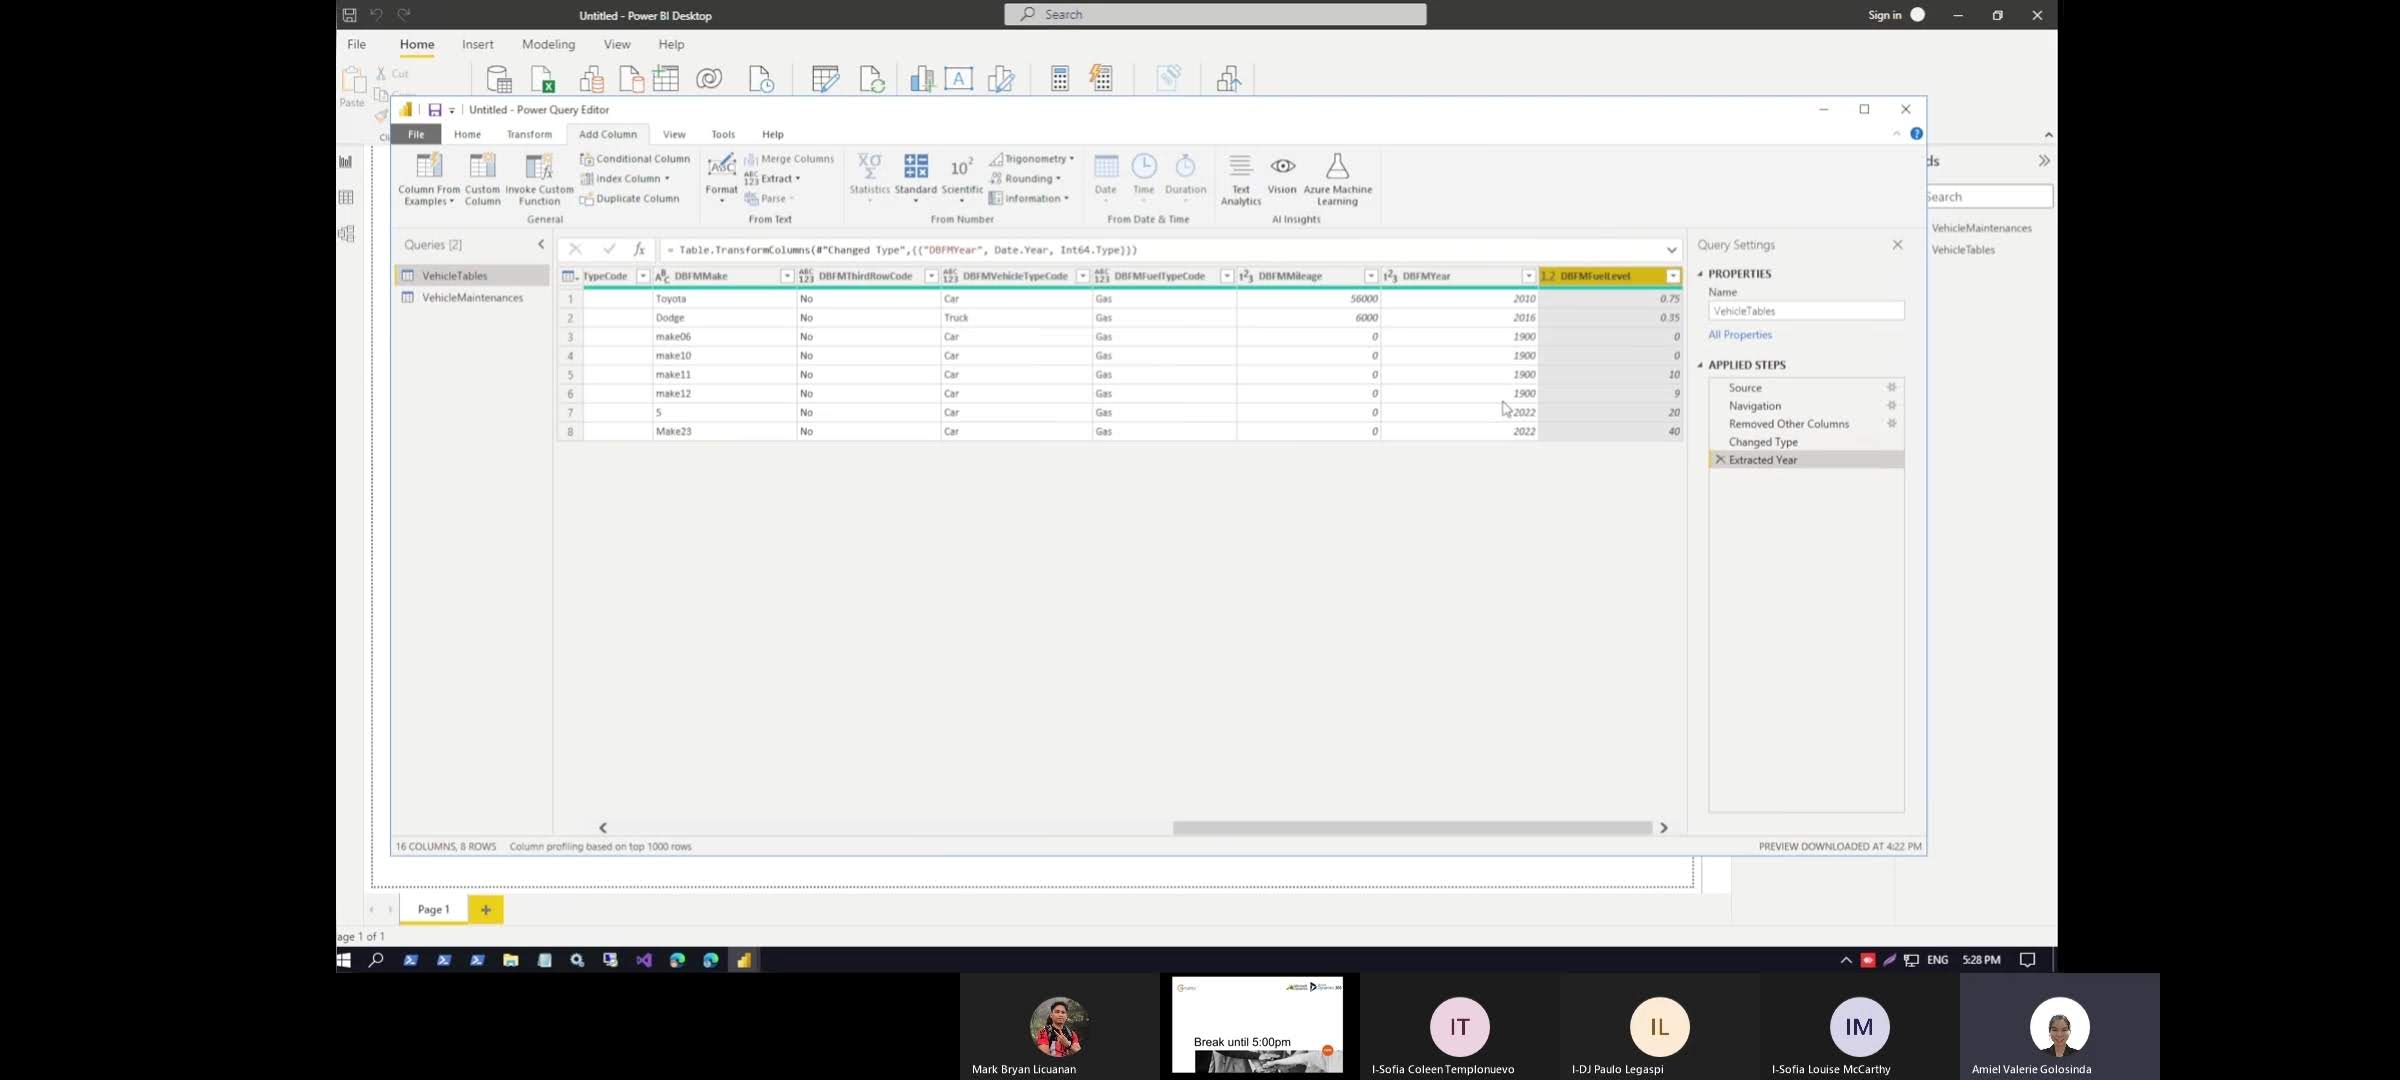 Untitled - Power BI Desktop
Search
Sign in
File Home Insert Modeling View Help
Cut
Paste
Untitled - Power Query Editor
File Home Transform Add Column View Tools Help
Conditional Column
Merge Columns
Trigonometry
Index Column
Extract
Rounding
Duplicate Column
Parse
Information
Column From Examples
Custom Column
Invoke Custom Function
Format
Statistics
Standard
Scientific
10²
Date
Time
Duration
Text Analytics
Vision
Azure Machine Learning
General
From Text
From Number
From Date & Time
AI Insights
ds
Search
VehicleMaintenances
VehicleTables
Queries [2]
VehicleTables
VehicleMaintenances
= Table.TransformColumns(#"Changed Type",{{"DBFMYear", Date.Year, Int64.Type}})
TypeCode DBFMMake DBFMThirdRowCode DBFMVehicleTypeCode DBFMFuelTypeCode DBFMMileage DBFMYear DBFMFuelLevel
1 Toyota No Car Gas 56000 2010 0.75
2 Dodge No Truck Gas 6000 2016 0.35
3 make06 No Car Gas 0 1900 0
4 make10 No Car Gas 0 1900 0
5 make11 No Car Gas 0 1900 10
6 make12 No Car Gas 0 1900 9
7 5 No Car Gas 0 2022 20
8 Make23 No Car Gas 0 2022 40
Query Settings
PROPERTIES
Name
VehicleTables
All Properties
APPLIED STEPS
Source
Navigation
Removed Other Columns
Changed Type
Extracted Year
16 COLUMNS, 8 ROWS Column profiling based on top 1000 rows
PREVIEW DOWNLOADED AT 4:22 PM
Page 1
age 1 of 1
ENG 5:28 PM
Break until 5:00pm
IT
IL
IM
Mark Bryan Licuanan
I-Sofia Coleen Templonuevo
I-DJ Paulo Legaspi
I-Sofia Louise McCarthy
Amiel Valerie Golosinda